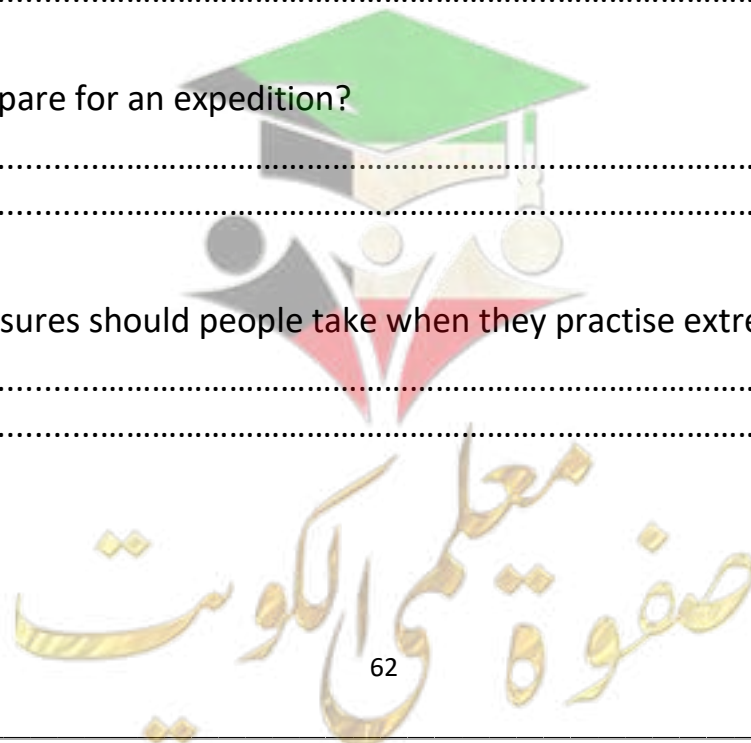 ................................................................
pare for an expedition?
................................................................
................................................................
sures should people take when they practise extre
................................................................
................................................................
صفوة معلمي الكويت
62